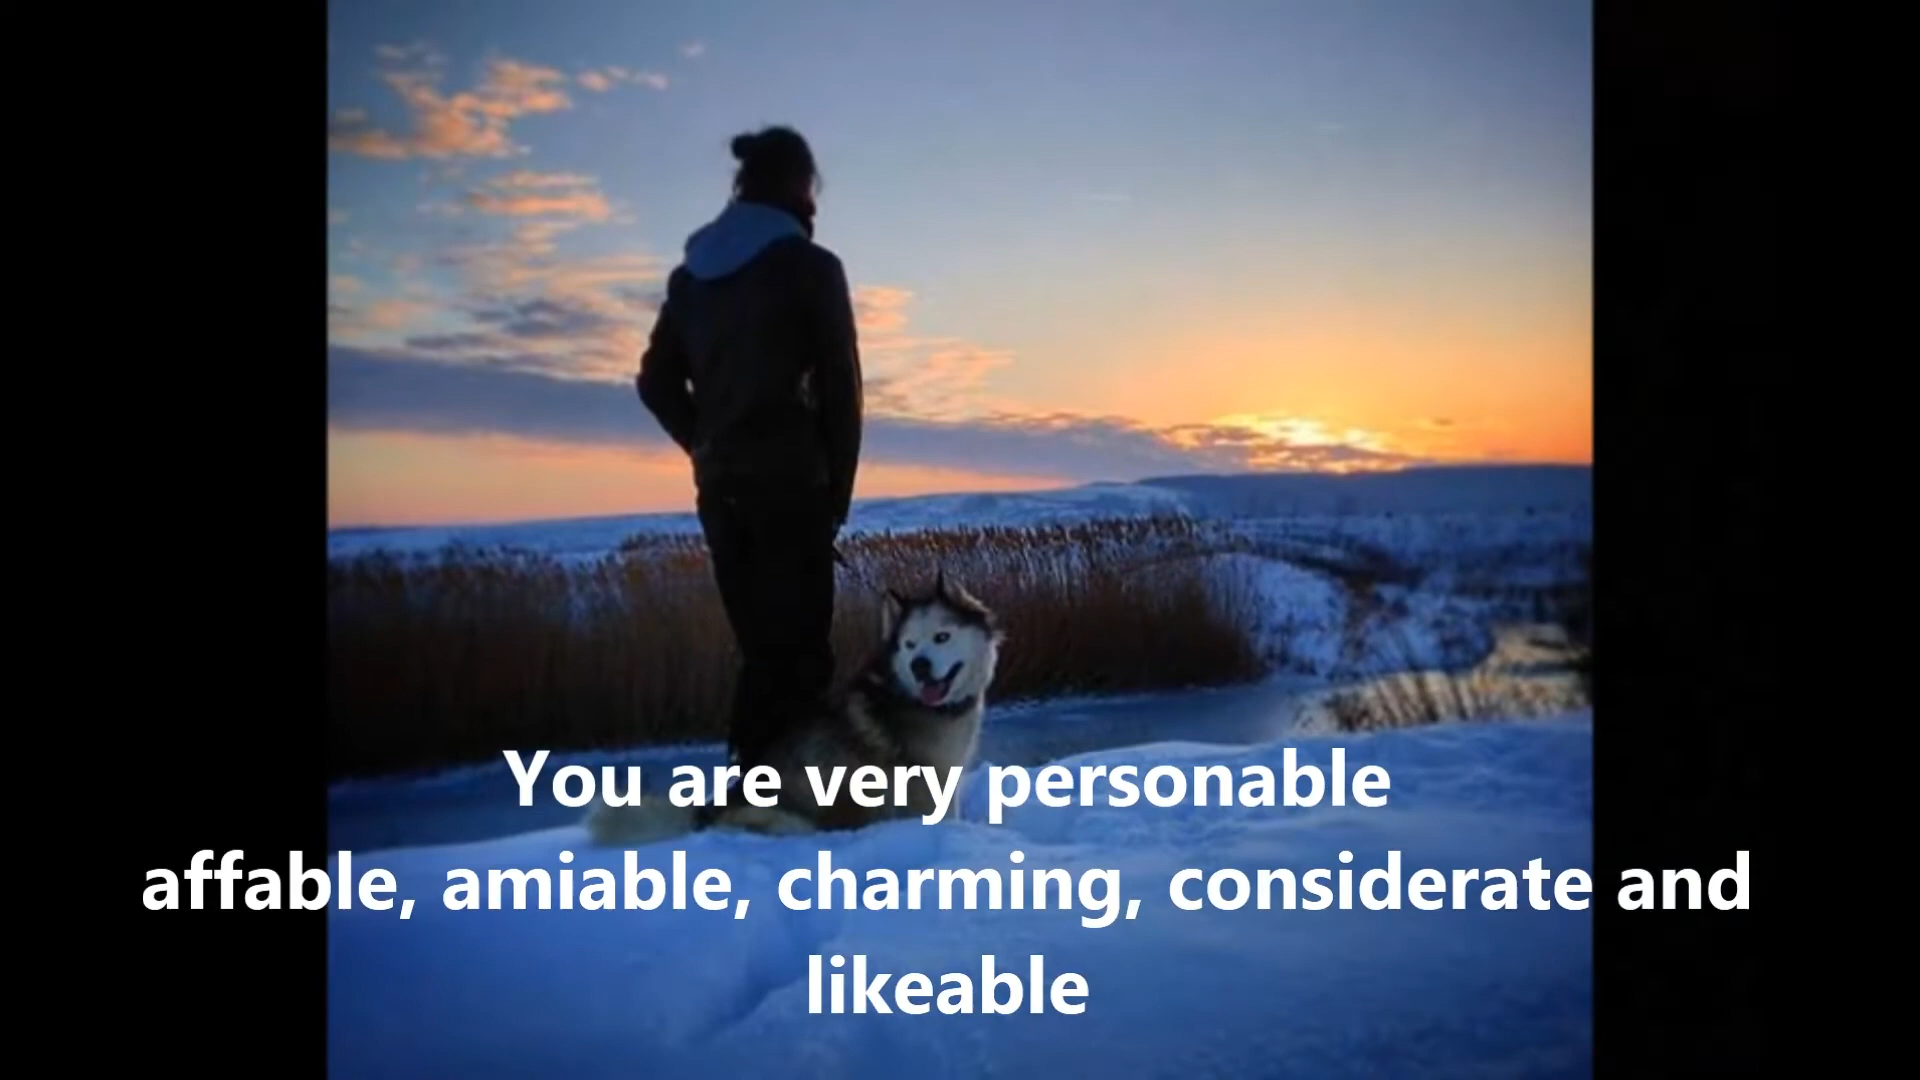 You are very personable
affable, amiable, charming, considerate and
likeable